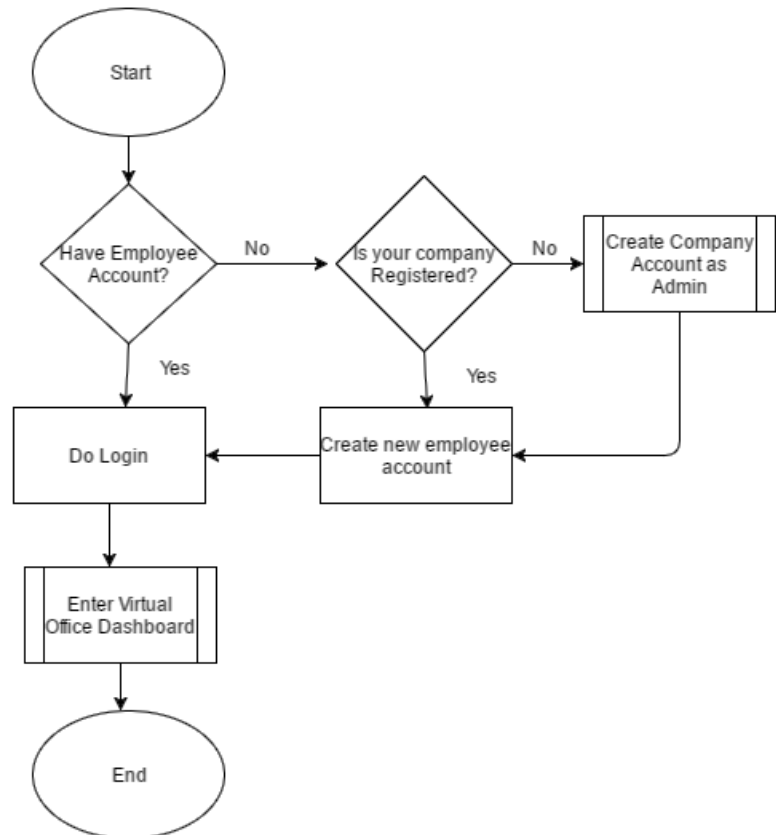 Start
Have Employee
Account?
No
Is your company
Registered?
No
Create Company
Account as
Admin
Yes
Yes
Do Login
Create new employee
account
Enter Virtual
Office Dashboard
End